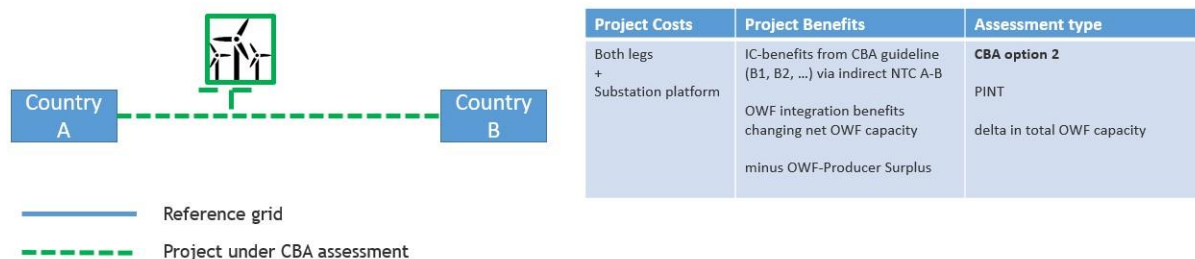 Country
A
Country
B
Reference grid
Project under CBA assessment
Project Costs
Project Benefits
Assessment type
Both legs
+
Substation platform
IC-benefits from CBA guideline
(B1, B2, ...) via indirect NTC A-B
OWF integration benefits
changing net OWF capacity
minus OWF-Producer Surplus
CBA option 2
PINT
delta in total OWF capacity